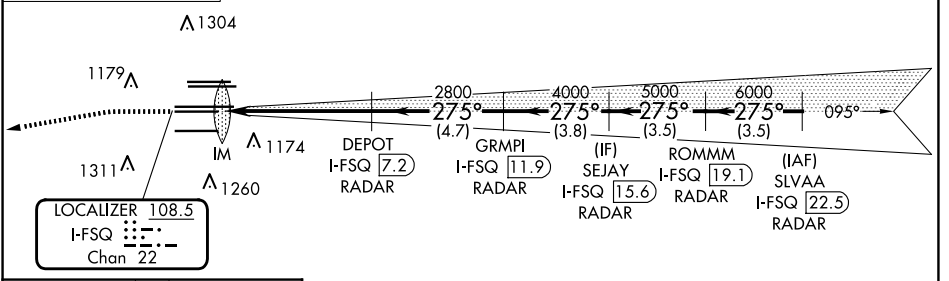 1304
1179
1311
IM
1174
1260
2800
275°
(4.7)
4000
275°
(3.8)
5000
275°
(3.5)
6000
275°
(3.5)
095°
DEPOT
I-FSQ 7.2
RADAR
GRMPI
I-FSQ 11.9
RADAR
(IF)
SEJAY
I-FSQ 15.6
RADAR
ROMMM
I-FSQ 19.1
RADAR
(IAF)
SLVAA
I-FSQ 22.5
RADAR
LOCALIZER 108.5
I-FSQ
Chan 22